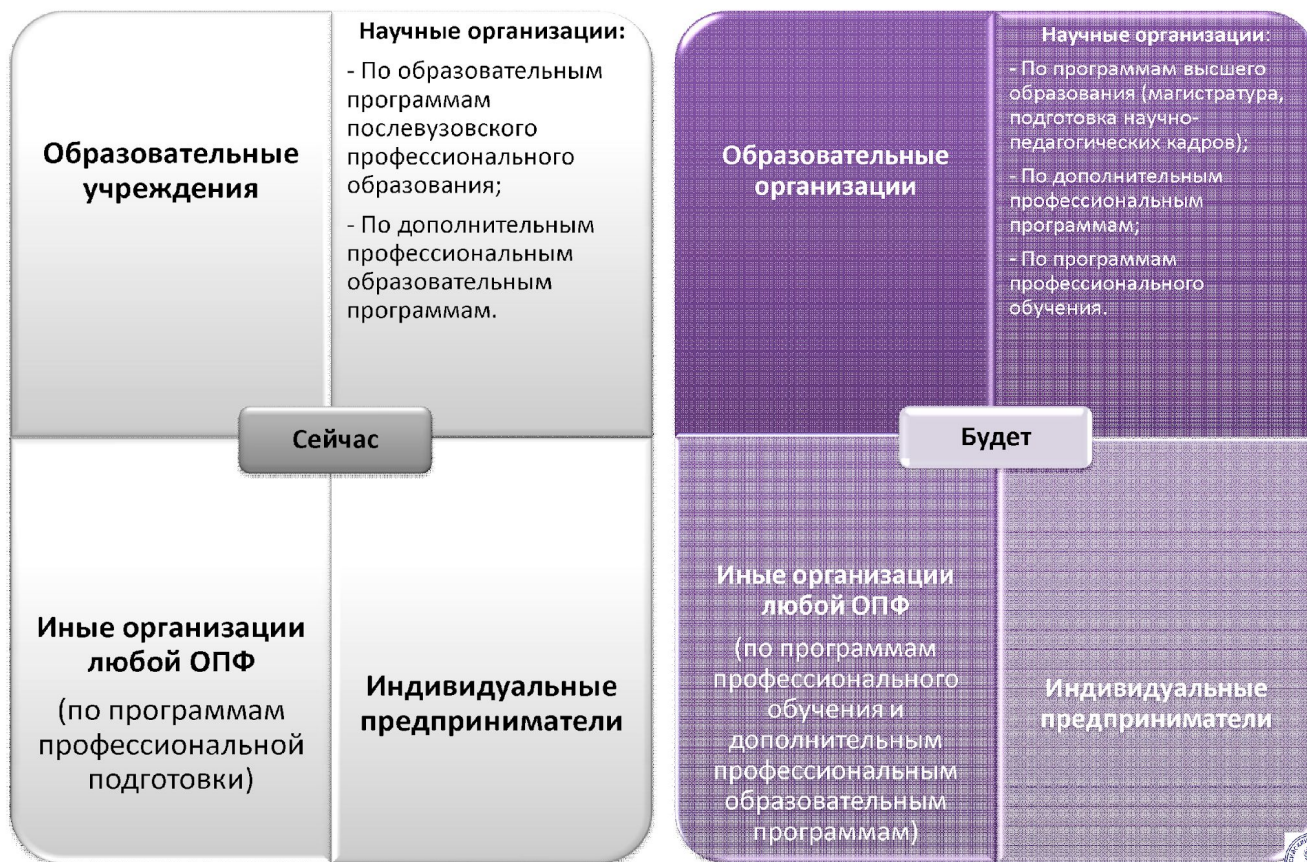 Образовательные
учреждения
Научные организации:
- По образовательным
программам
послевузовского
профессионального
образования;
- По дополнительным
профессиональным
образовательным
программам.
Сейчас
Иные организации
любой ОПФ
(по программам
профессиональной
подготовки)
Индивидуальные
предприниматели
Образовательные
организации
Научные организации:
- По программам высшего
образования (магистратура,
подготовка научно-
педагогических кадров);
- По дополнительным
профессиональным
программам;
- По программам
профессионального
обучения.
Будет
Иные организации
любой ОПФ
(по программам
профессионального
обучения и
дополнительным
профессиональным
образовательным
программам)
Индивидуальные
предприниматели